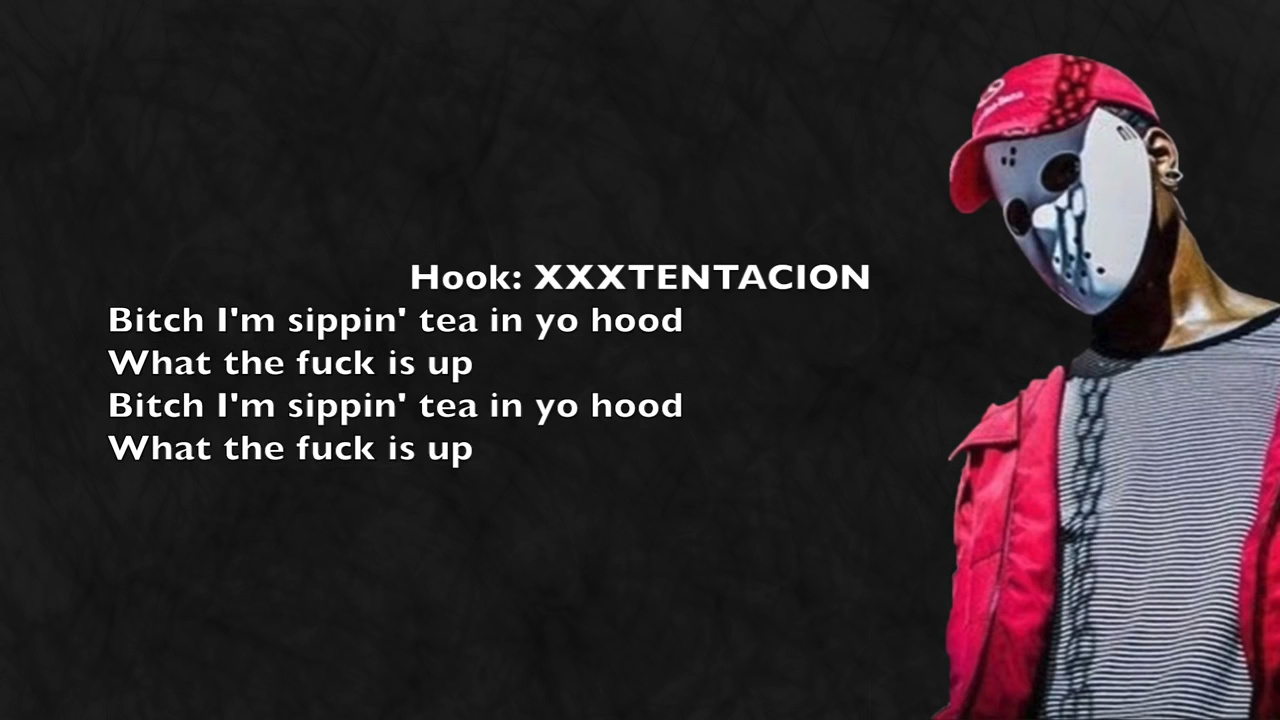 Hook: XXXTENTACION
Bitch I'm sippin' tea in yo hood
What the fuck is up
Bitch I'm sippin' tea in yo hood
What the fuck is up